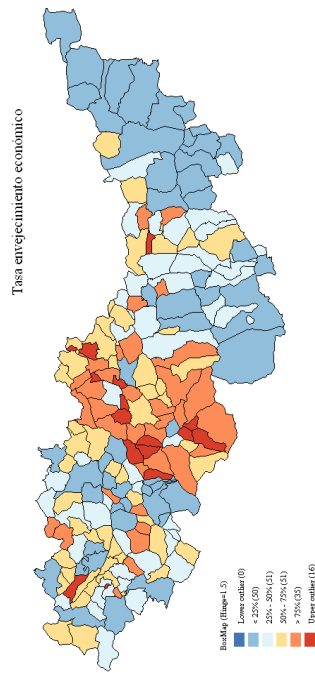 Tasa envejecimiento económico
BoxMap (Hinge=1.5)
Lower outlier (0)
< 25% (50)
25% - 50% (51)
50% - 75% (51)
> 75% (35)
Upper outlier (16)